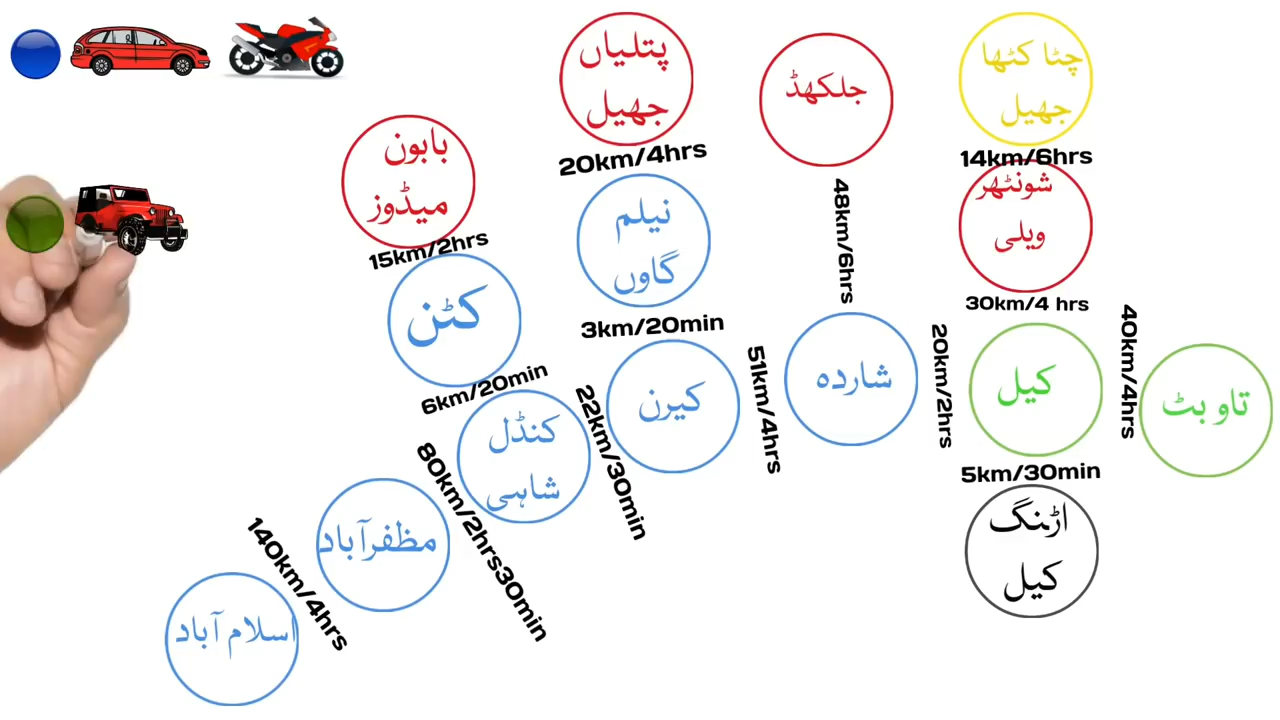 پتلیاں
جھیل
جلکھڈ
چٹا کٹھا
جھیل
20km/4hrs
14km/6hrs
بابون
میڈوز
شونٹھر
ویلی
نیلم
گاوں
48km/6hrs
15km/2hrs
کٹن
3km/20min
30km/4 hrs
51km/4hrs
شاردہ
20km/2hrs
کیل
40km/4hrs
تاو بٹ
کیرن
6km/20min
22km/30min
کنڈل
شاہی
5km/30min
اڑنگ
کیل
80km/2hrs30min
مظفرآباد
140km/4hrs
اسلام آباد